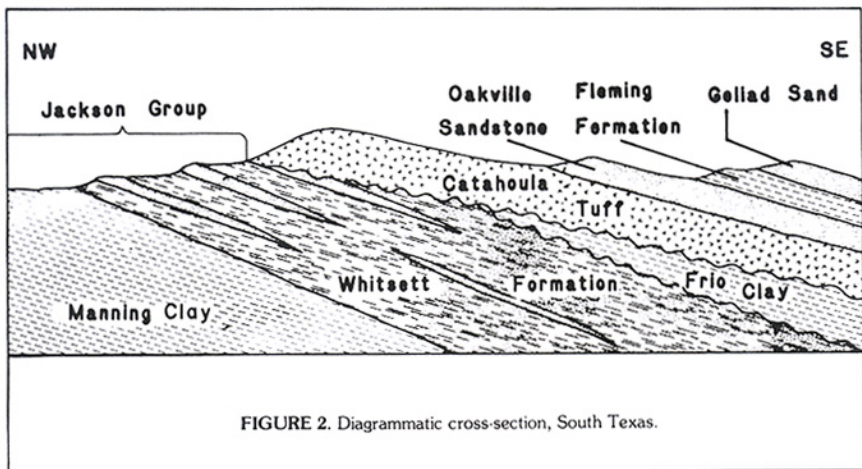 NW
SE
Jackson Group
Oakville Sandstone
Fleming Formation
Goliad Sand
Catahoula Tuff
Whitsett Formation
Frio Clay
Manning Clay
FIGURE 2. Diagrammatic cross-section, South Texas.